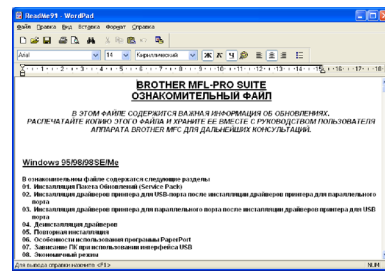 ReadMe91 - WordPad
Файл Правка Вид Вставка Формат Справка
Arial 14 Кириллический Ж К Ч
BROTHER MFL-PRO SUITE
ОЗНАКОМИТЕЛЬНЫЙ ФАЙЛ
В ЭТОМ ФАЙЛЕ СОДЕРЖИТСЯ ВАЖНАЯ ИНФОРМАЦИЯ ОБ ОБНОВЛЕНИЯХ.
РАСПЕЧАТАЙТЕ КОПИЮ ЭТОГО ФАЙЛА И ХРАНИТЕ ЕЕ ВМЕСТЕ С РУКОВОДСТВОМ ПОЛЬЗОВАТЕЛЯ
АППАРАТА BROTHER MFC ДЛЯ ДАЛЬНЕЙШИХ КОНСУЛЬТАЦИЙ.
Windows 95/98/98SE/Me
В ознакомительном файле содержатся следующие разделы
01. Инсталляция Пакета Обновлений (Service Pack)
02. Инсталляция драйверов принтера для USB-порта после инсталляции драйверов принтера для параллельного
порта
03. Инсталляция драйверов принтера для параллельного порта после инсталляции драйверов принтера для USB
порта
04. Деинсталляция драйверов
05. Повторная инсталляция
06. Особенности использования программы PaperPort
07. Зависание ПК при использовании интерфейса USB
08. Экономичный режим
Для вывода справки нажмите <F1>
NUM